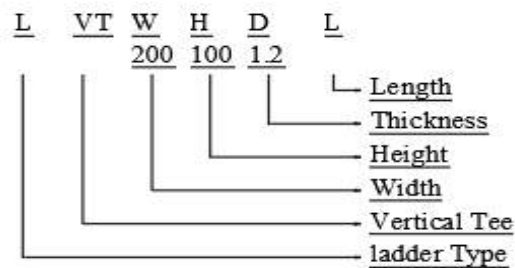 L VT W H D L
200 100 1.2
Length
Thickness
Height
Width
Vertical Tee
ladder Type